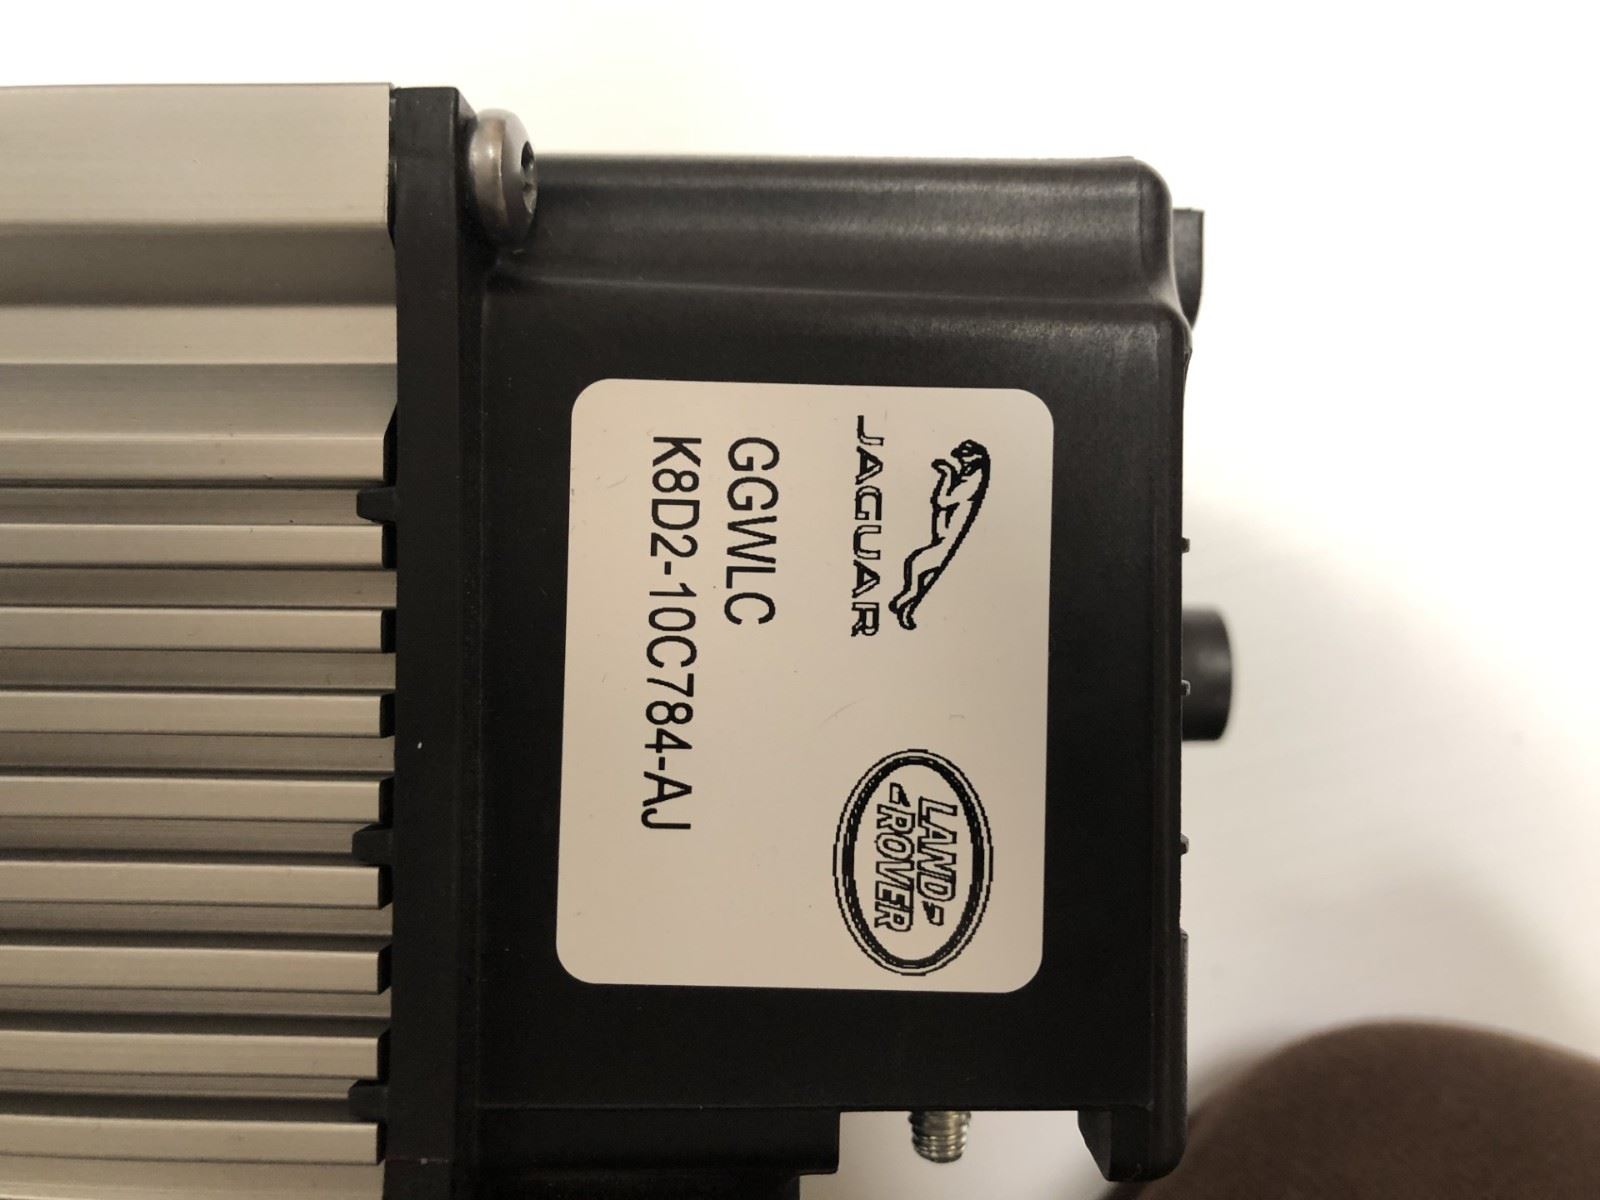 JAGUAR
LAND-
-ROVER
GGWLC
K8D2-10C784-AJ